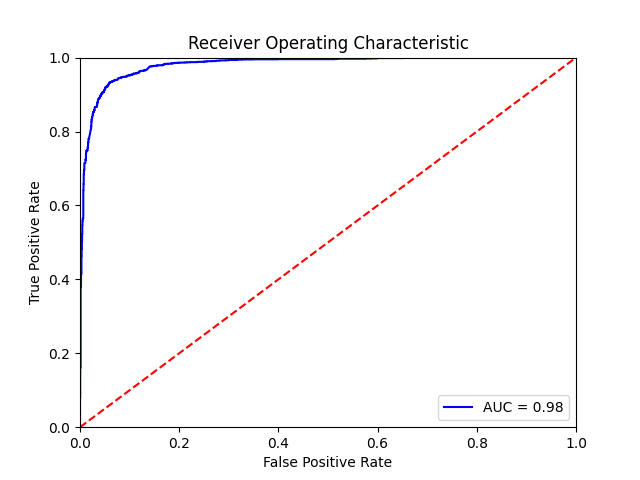 Receiver Operating Characteristic
True Positive Rate
1.0
0.8
0.6
0.4
0.2
0.0
AUC = 0.98
0.0 0.2 0.4 0.6 0.8 1.0
False Positive Rate